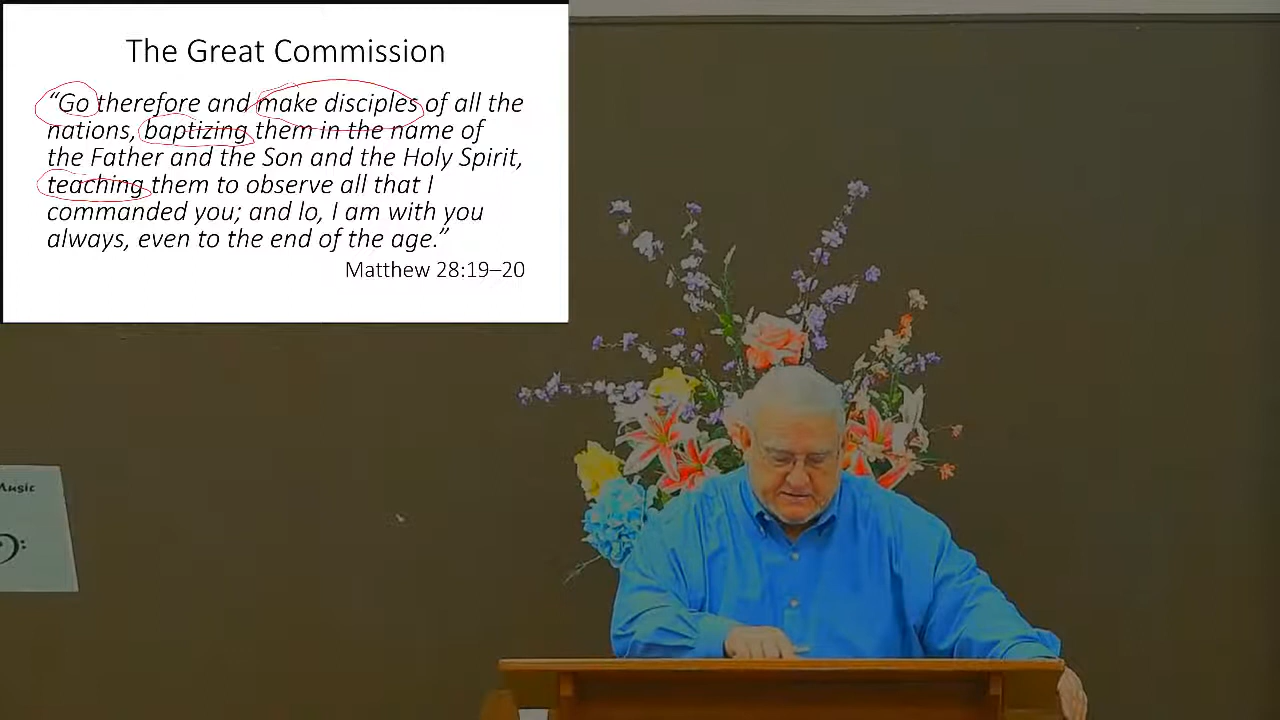 The Great Commission
“Go therefore and make disciples of all the
nations, baptizing them in the name of
the Father and the Son and the Holy Spirit,
teaching them to observe all that I
commanded you; and lo, I am with you
always, even to the end of the age.”
Matthew 28:19–20
Music